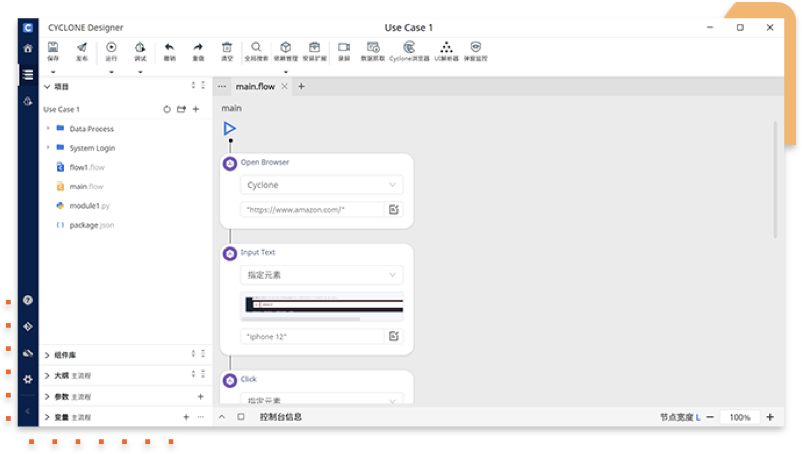 CYCLONE Designer
Use Case 1
保存 发布 运行 调试 撤销 重做 清空 全局搜索 依赖管理 安装扩展 录屏 数据抓取 Cyclone浏览器 UI解析器 保留监控
项目
main.flow
Use Case 1
main
Data Process
System Login
flow1.flow
main.flow
module1.py
package.json
Open Browser
Cyclone
"https://www.amazon.com/"
Input Text
指定元素
"iphone 12"
Click
指定元素
组件库
大纲 主流程
参数 主流程
变量 主流程
控制台信息
节点宽度 L
100%